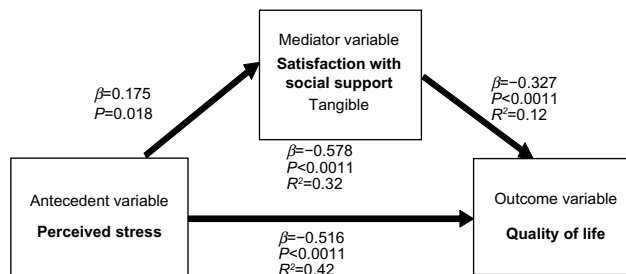 Mediator variable
Satisfaction with
social support
Tangible
β=0.175
P=0.018
β=−0.327
P<0.0011
R²=0.12
β=−0.578
P<0.0011
R²=0.32
Antecedent variable
Perceived stress
Outcome variable
Quality of life
β=−0.516
P<0.0011
R²=0.42